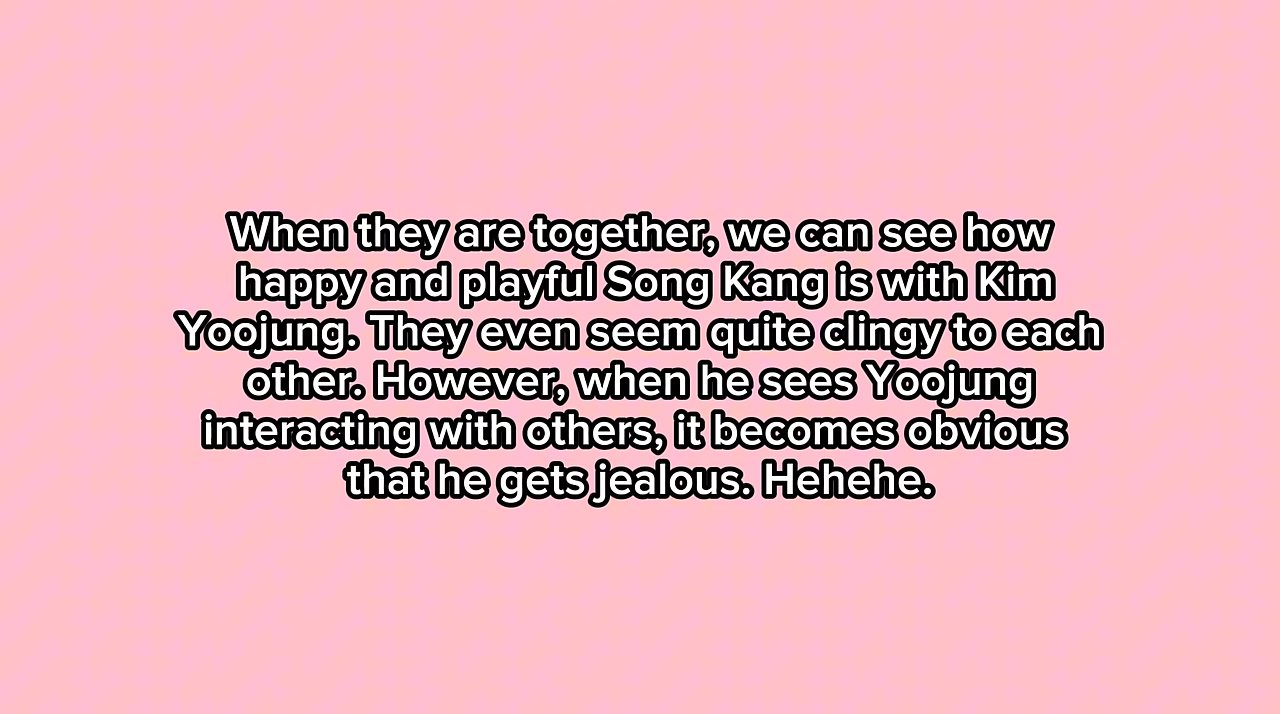 When they are together, we can see how
happy and playful Song Kang is with Kim
Yoojung. They even seem quite clingy to each
other. However, when he sees Yoojung
interacting with others, it becomes obvious
that he gets jealous. Hehehe.